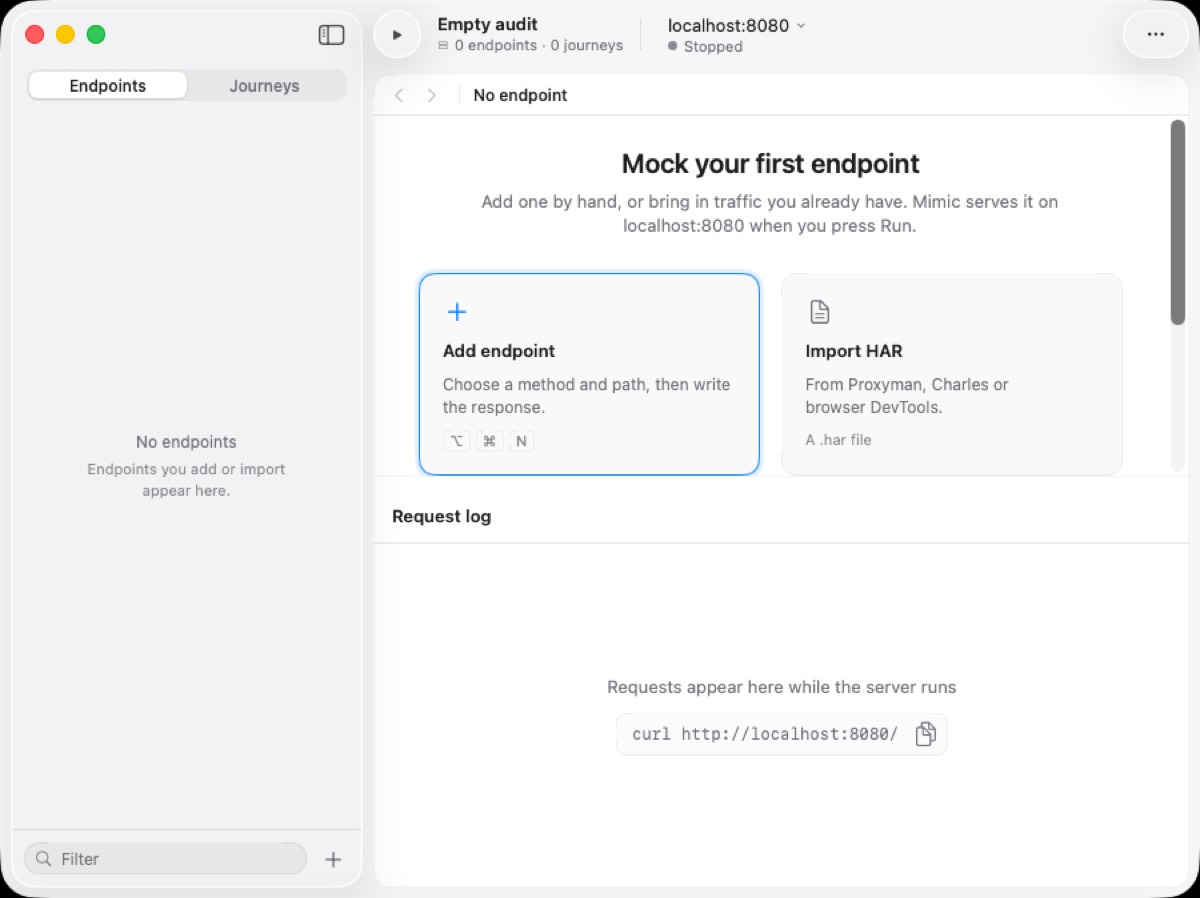 Endpoints
Journeys
No endpoints
Endpoints you add or import
appear here.
Filter
Empty audit
0 endpoints · 0 journeys
localhost:8080
Stopped
No endpoint
Mock your first endpoint
Add one by hand, or bring in traffic you already have. Mimic serves it on
localhost:8080 when you press Run.
Add endpoint
Choose a method and path, then write
the response.
⌥ ⌘ N
Import HAR
From Proxyman, Charles or
browser DevTools.
A .har file
Request log
Requests appear here while the server runs
curl http://localhost:8080/